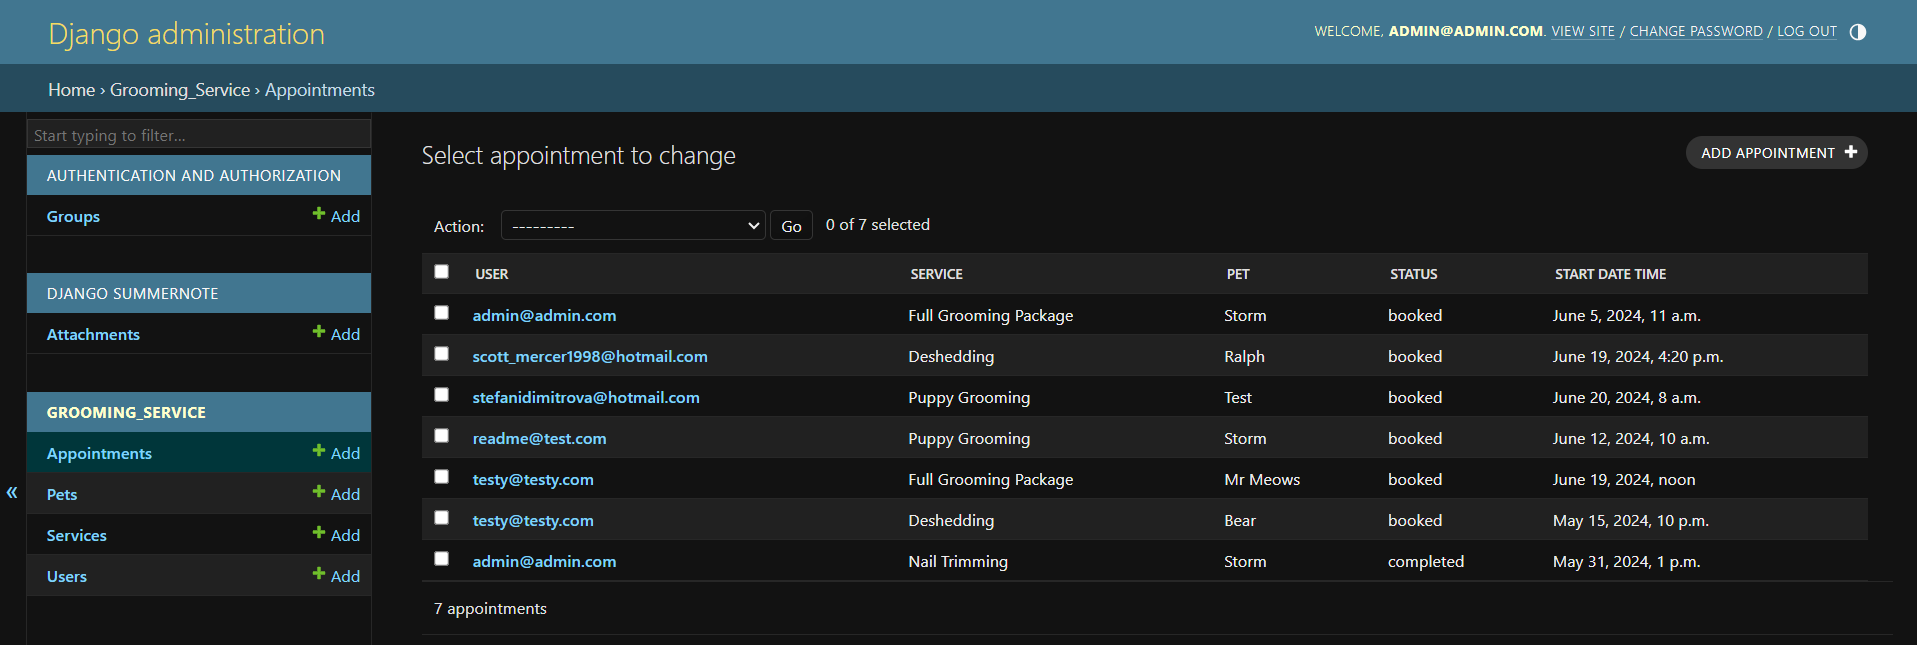 Django administration
WELCOME, ADMIN@ADMIN.COM. VIEW SITE / CHANGE PASSWORD / LOG OUT
Home › Grooming_Service › Appointments
Start typing to filter...
AUTHENTICATION AND AUTHORIZATION
Groups + Add
DJANGO SUMMERNOTE
Attachments + Add
GROOMING_SERVICE
Appointments + Add
Pets + Add
Services + Add
Users + Add
«
Select appointment to change
ADD APPOINTMENT +
Action: --------- Go 0 of 7 selected
USER SERVICE PET STATUS START DATE TIME
admin@admin.com Full Grooming Package Storm booked June 5, 2024, 11 a.m.
scott_mercer1998@hotmail.com Deshedding Ralph booked June 19, 2024, 4:20 p.m.
stefanidimitrova@hotmail.com Puppy Grooming Test booked June 20, 2024, 8 a.m.
readme@test.com Puppy Grooming Storm booked June 12, 2024, 10 a.m.
testy@testy.com Full Grooming Package Mr Meows booked June 19, 2024, noon
testy@testy.com Deshedding Bear booked May 15, 2024, 10 p.m.
admin@admin.com Nail Trimming Storm completed May 31, 2024, 1 p.m.
7 appointments